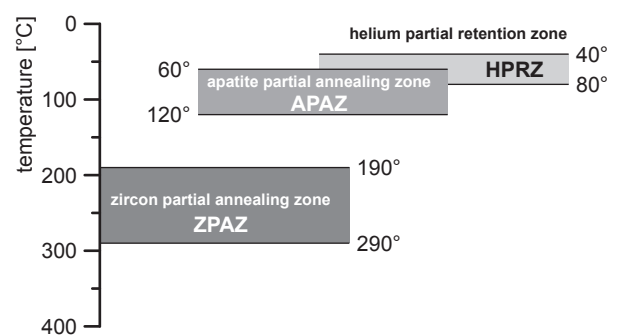 temperature [°C]
0
100
200
300
400
helium partial retention zone
HPRZ
40°
80°
60°
120°
apatite partial annealing zone
APAZ
190°
290°
zircon partial annealing zone
ZPAZ